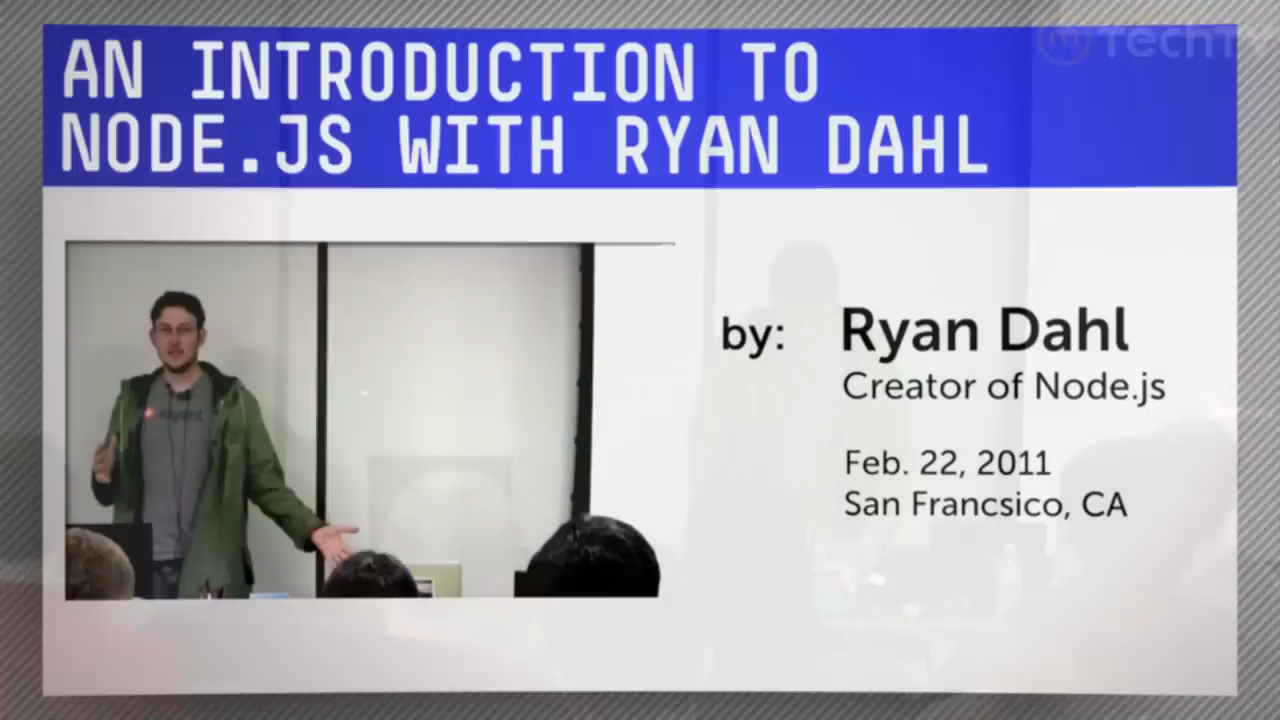 AN INTRODUCTION TO
NODE.JS WITH RYAN DAHL
by: Ryan Dahl
Creator of Node.js
Feb. 22, 2011
San Francsico, CA